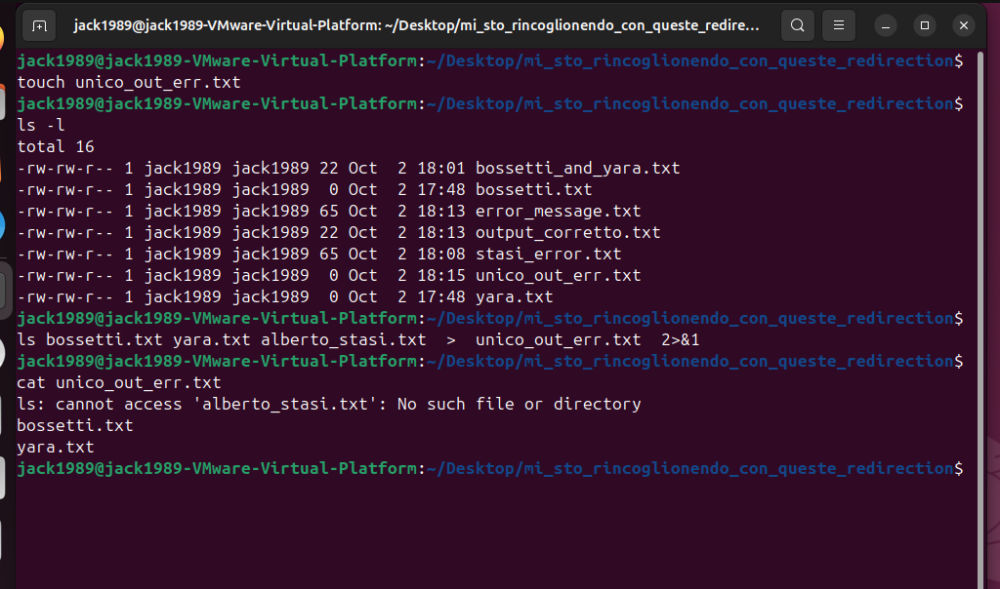 jack1989@jack1989-VMware-Virtual-Platform: ~/Desktop/mi_sto_rincoglionendo_con_queste_redire...
jack1989@jack1989-VMware-Virtual-Platform:~/Desktop/mi_sto_rincoglionendo_con_queste_redirection$
touch unico_out_err.txt
jack1989@jack1989-VMware-Virtual-Platform:~/Desktop/mi_sto_rincoglionendo_con_queste_redirection$
ls -l
total 16
-rw-rw-r-- 1 jack1989 jack1989 22 Oct  2 18:01 bossetti_and_yara.txt
-rw-rw-r-- 1 jack1989 jack1989  0 Oct  2 17:48 bossetti.txt
-rw-rw-r-- 1 jack1989 jack1989 65 Oct  2 18:13 error_message.txt
-rw-rw-r-- 1 jack1989 jack1989 22 Oct  2 18:13 output_corretto.txt
-rw-rw-r-- 1 jack1989 jack1989 65 Oct  2 18:08 stasi_error.txt
-rw-rw-r-- 1 jack1989 jack1989  0 Oct  2 18:15 unico_out_err.txt
-rw-rw-r-- 1 jack1989 jack1989  0 Oct  2 17:48 yara.txt
jack1989@jack1989-VMware-Virtual-Platform:~/Desktop/mi_sto_rincoglionendo_con_queste_redirection$
ls bossetti.txt yara.txt alberto_stasi.txt  >  unico_out_err.txt  2>&1
jack1989@jack1989-VMware-Virtual-Platform:~/Desktop/mi_sto_rincoglionendo_con_queste_redirection$
cat unico_out_err.txt
ls: cannot access 'alberto_stasi.txt': No such file or directory
bossetti.txt
yara.txt
jack1989@jack1989-VMware-Virtual-Platform:~/Desktop/mi_sto_rincoglionendo_con_queste_redirection$